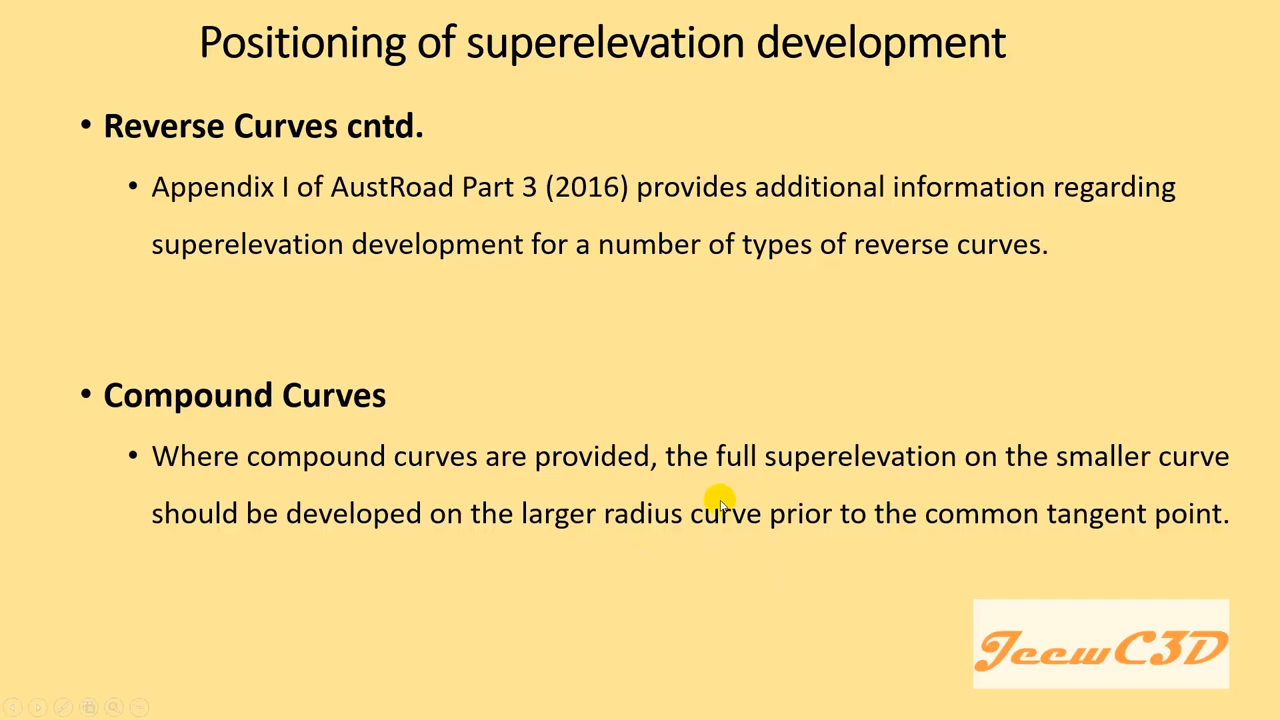 Positioning of superelevation development
• Reverse Curves cntd.
• Appendix I of AustRoad Part 3 (2016) provides additional information regarding
superelevation development for a number of types of reverse curves.
• Compound Curves
• Where compound curves are provided, the full superelevation on the smaller curve
should be developed on the larger radius curve prior to the common tangent point.
JeewC3D